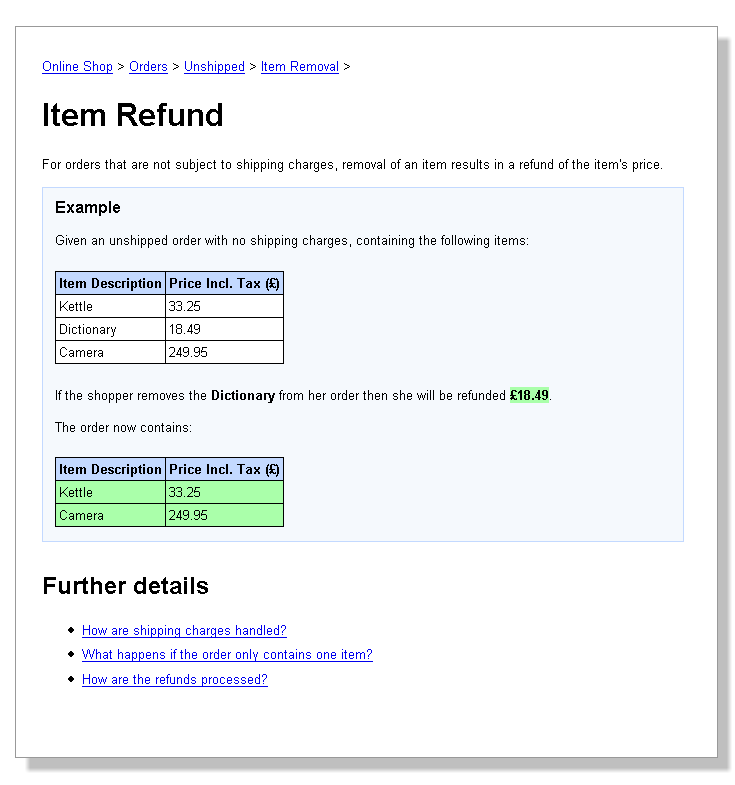 Online Shop > Orders > Unshipped > Item Removal >
Item Refund
For orders that are not subject to shipping charges, removal of an item results in a refund of the item's price.
Example
Given an unshipped order with no shipping charges, containing the following items:
Item Description Price Incl. Tax (£)
Kettle 33.25
Dictionary 18.49
Camera 249.95
If the shopper removes the Dictionary from her order then she will be refunded £18.49.
The order now contains:
Item Description Price Incl. Tax (£)
Kettle 33.25
Camera 249.95
Further details
How are shipping charges handled?
What happens if the order only contains one item?
How are the refunds processed?